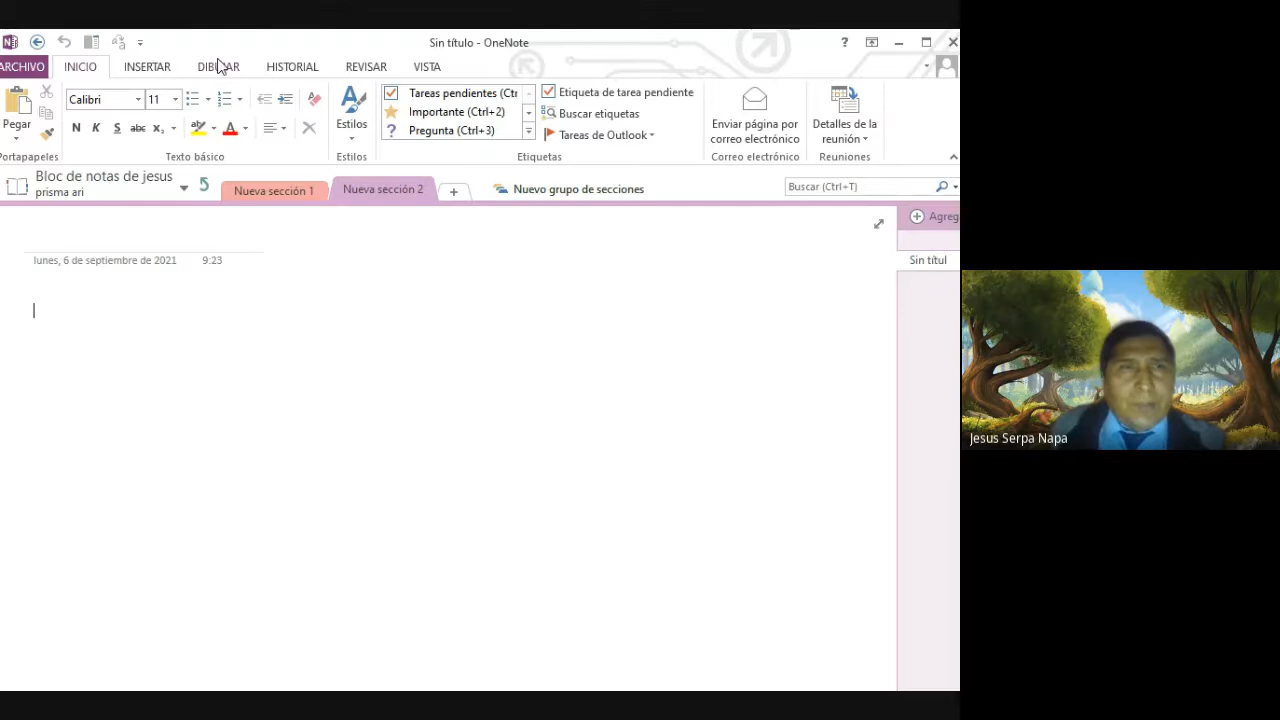 Sin título - OneNote
?
ARCHIVO INICIO INSERTAR DIBUJAR HISTORIAL REVISAR VISTA
Calibri 11
Tareas pendientes (Ctr
Etiqueta de tarea pendiente
Importante (Ctrl+2)
Buscar etiquetas
Pregunta (Ctrl+3)
Tareas de Outlook
Pegar
N K S abc x₂ ab A
Estilos
Enviar página por
correo electrónico
Detalles de la
reunión
Portapapeles Texto básico Estilos Etiquetas Correo electrónico Reuniones
Bloc de notas de jesus
prisma ari
Nueva sección 1 Nueva sección 2 + Nuevo grupo de secciones
Buscar (Ctrl+T)
Agreg
lunes, 6 de septiembre de 2021 9:23
Sin títul
Jesus Serpa Napa